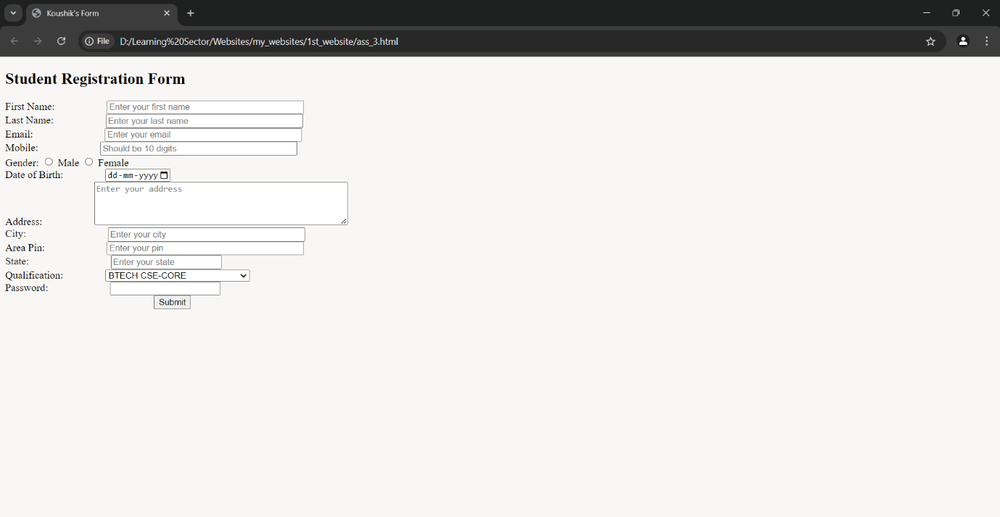 Koushik's Form
File D:/Learning%20Sector/Websites/my_websites/1st_website/ass_3.html
Student Registration Form
First Name: Enter your first name
Last Name: Enter your last name
Email: Enter your email
Mobile: Should be 10 digits
Gender: Male Female
Date of Birth: dd-mm-yyyy
Enter your address
Address:
City: Enter your city
Area Pin: Enter your pin
State: Enter your state
Qualification: BTECH CSE-CORE
Password:
Submit